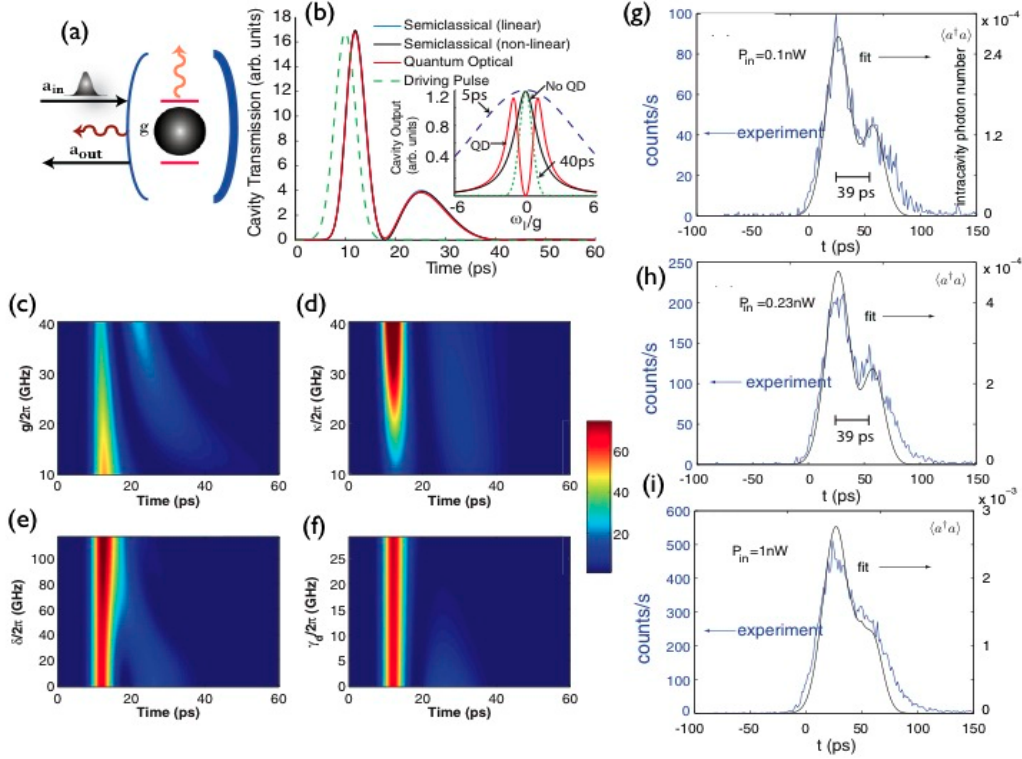 (a)
a_in
g
a_out
(b)
Cavity Transmission (arb. units)
18
16
14
12
10
8
6
4
2
0
Semiclassical (linear)
Semiclassical (non-linear)
Quantum Optical
Driving Pulse
Cavity Output
(arb. units)
1.2
0.8
0.4
5ps
No QD
QD
40ps
-6 0 6
ω_l/g
10 20 30 40 50 60
Time (ps)
(c)
g/2π (GHz)
40
30
20
10
0 20 40 60
Time (ps)
(d)
κ/2π (GHz)
40
30
20
10
0 20 40 60
Time (ps)
60
40
20
(e)
δ/2π (GHz)
100
80
60
40
20
0
0 20 40 60
Time (ps)
(f)
γ_d/2π (GHz)
25
20
15
10
5
0
0 20 40 60
Time (ps)
(g)
counts/s
100
80
60
40
20
0
P_in=0.1nW
fit
experiment
39 ps
⟨a†a⟩
x 10⁻⁴
2.4
1.2
0
intracavity photon number
-100 -50 0 50 100 150
t (ps)
(h)
counts/s
250
200
150
100
50
0
P_in=0.23nW
fit
experiment
39 ps
⟨a†a⟩
x 10⁻⁴
4
2
0
-100 -50 0 50 100 150
t (ps)
(i)
counts/s
600
500
400
300
200
100
0
P_in=1nW
fit
experiment
⟨a†a⟩
x 10⁻³
3
2
1
0
-100 -50 0 50 100 150
t (ps)